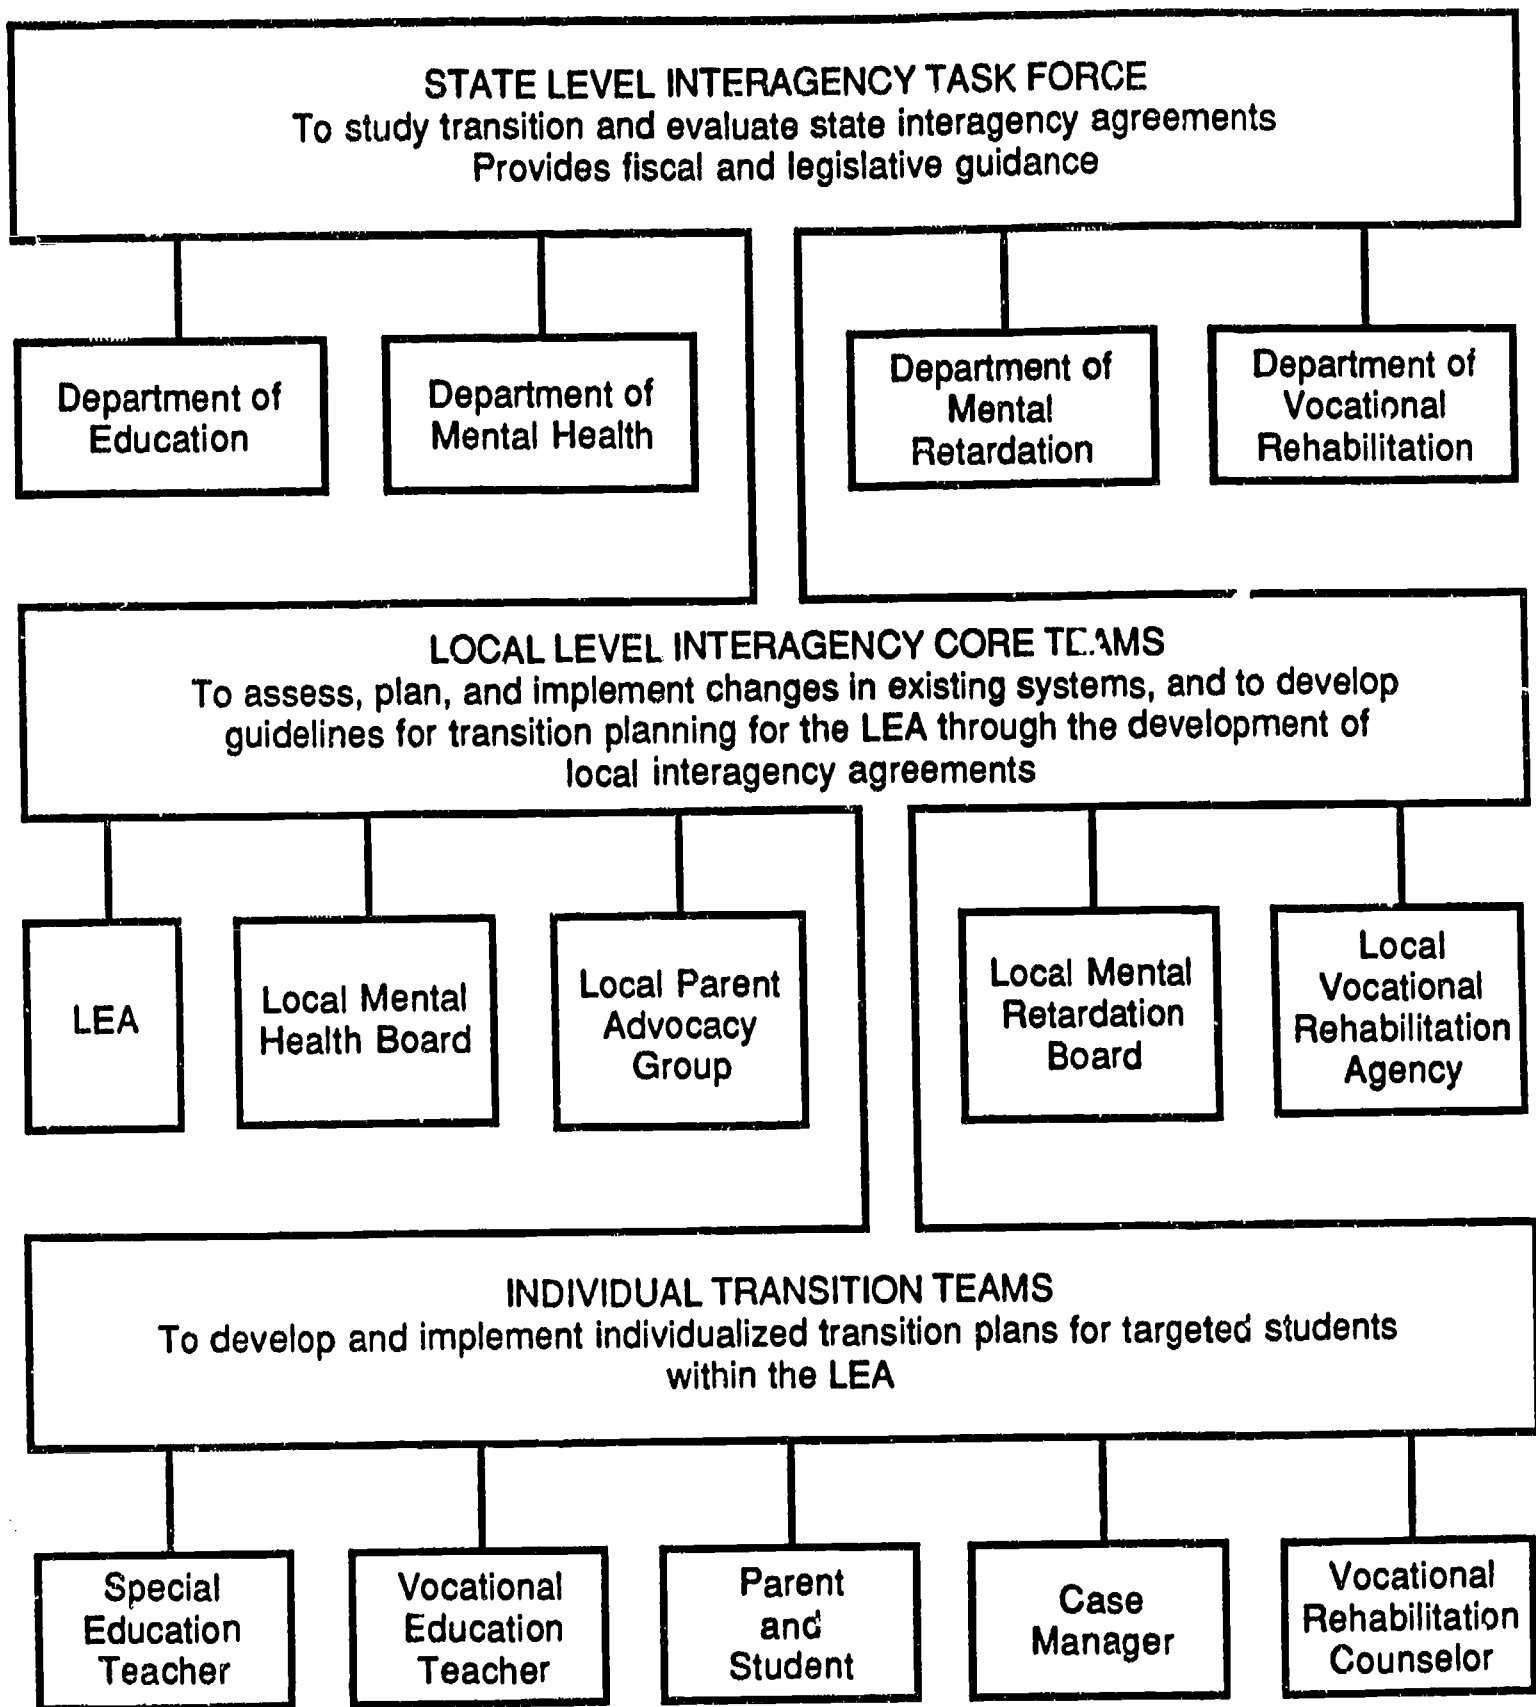 STATE LEVEL INTERAGENCY TASK FORCE
To study transition and evaluate state interagency agreements
Provides fiscal and legislative guidance
Department of
Education
Department of
Mental Health
Department of
Mental
Retardation
Department of
Vocational
Rehabilitation
LOCAL LEVEL INTERAGENCY CORE TEAMS
To assess, plan, and implement changes in existing systems, and to develop
guidelines for transition planning for the LEA through the development of
local interagency agreements
LEA
Local Mental
Health Board
Local Parent
Advocacy
Group
Local Mental
Retardation
Board
Local
Vocational
Rehabilitation
Agency
INDIVIDUAL TRANSITION TEAMS
To develop and implement individualized transition plans for targeted students
within the LEA
Special
Education
Teacher
Vocational
Education
Teacher
Parent
and
Student
Case
Manager
Vocational
Rehabilitation
Counselor